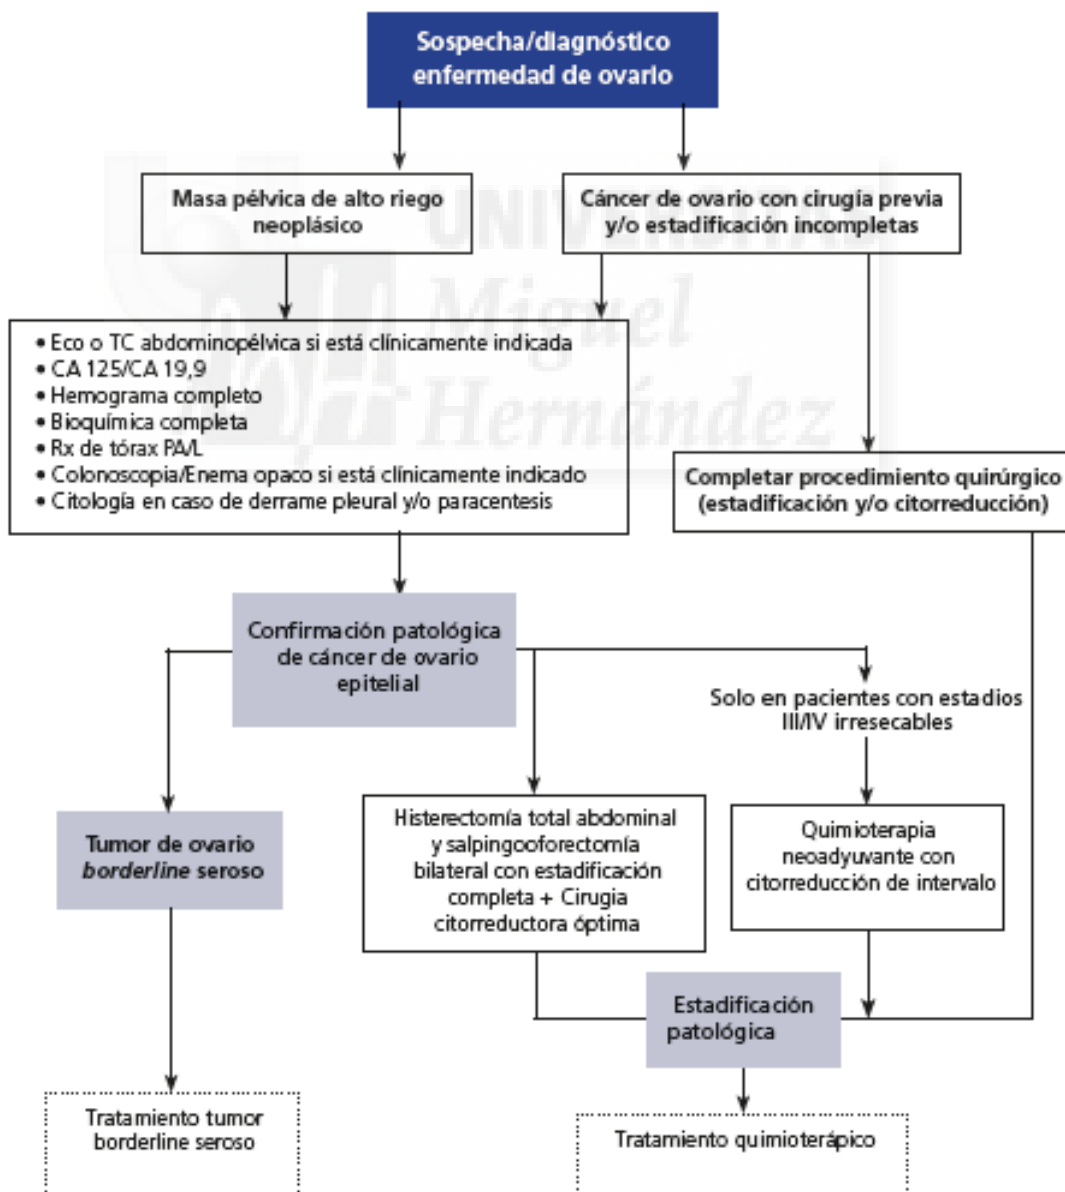 Sospecha/diagnóstico
enfermedad de ovario
Masa pélvica de alto riego
neoplásico
Cáncer de ovario con cirugía previa
y/o estadificación incompletas
UNIVERSITAS
Miguel
Hernández
• Eco o TC abdominopélvica si está clínicamente indicada
• CA 125/CA 19,9
• Hemograma completo
• Bioquímica completa
• Rx de tórax PA/L
• Colonoscopia/Enema opaco si está clínicamente indicado
• Citología en caso de derrame pleural y/o paracentesis
Completar procedimiento quirúrgico
(estadificación y/o citorreducción)
Confirmación patológica
de cáncer de ovario
epitelial
Solo en pacientes con estadios
III/IV irresecables
Tumor de ovario
borderline seroso
Histerectomía total abdominal
y salpingooforectomía
bilateral con estadificación
completa + Cirugia
citorreductora óptima
Quimioterapia
neoadyuvante con
citorreducción de intervalo
Estadificación
patológica
Tratamiento tumor
borderline seroso
Tratamiento quimioterápico